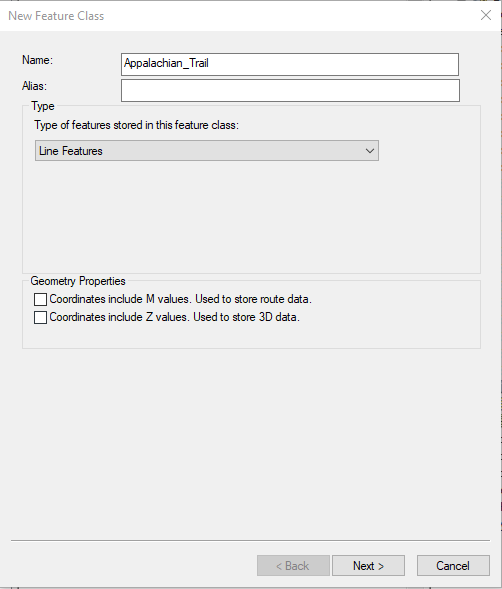 New Feature Class
Name:
Appalachian_Trail
Alias:
Type
Type of features stored in this feature class:
Line Features
Geometry Properties
Coordinates include M values. Used to store route data.
Coordinates include Z values. Used to store 3D data.
< Back
Next >
Cancel